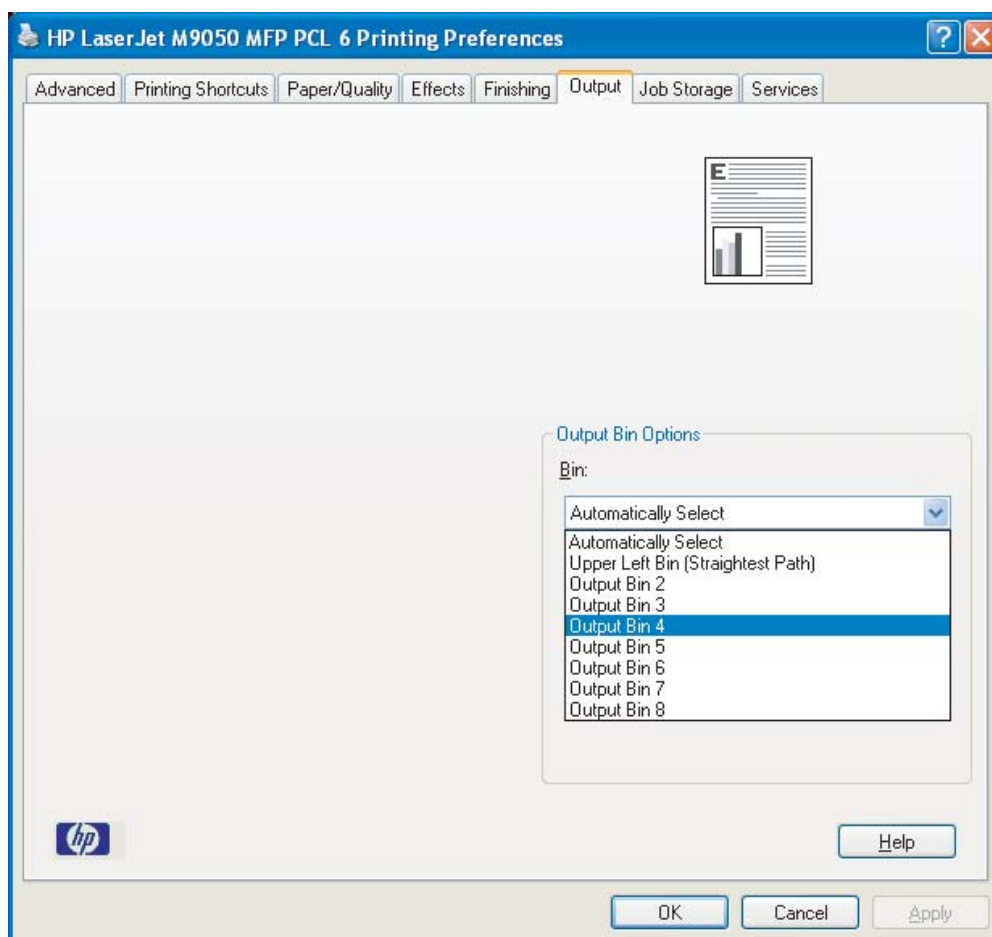 HP LaserJet M9050 MFP PCL 6 Printing Preferences
Advanced Printing Shortcuts Paper/Quality Effects Finishing Output Job Storage Services
E
Output Bin Options
Bin:
Automatically Select
Automatically Select
Upper Left Bin (Straightest Path)
Output Bin 2
Output Bin 3
Output Bin 4
Output Bin 5
Output Bin 6
Output Bin 7
Output Bin 8
hp
Help
OK Cancel Apply